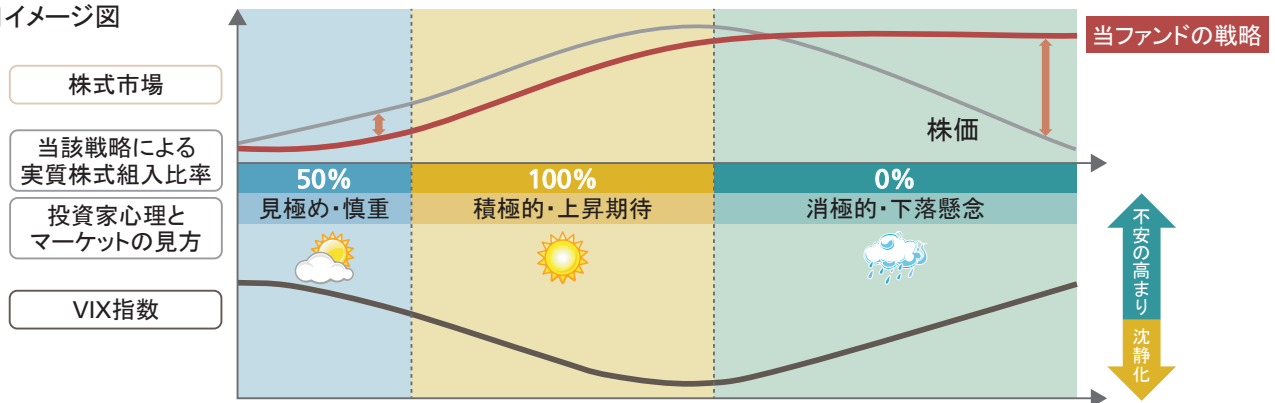 イメージ図
当ファンドの戦略
株式市場
株価
当該戦略による
実質株式組入比率
50%
100%
0%
投資家心理と
マーケットの見方
見極め・慎重
積極的・上昇期待
消極的・下落懸念
VIX指数
不安の高まり
沈静化